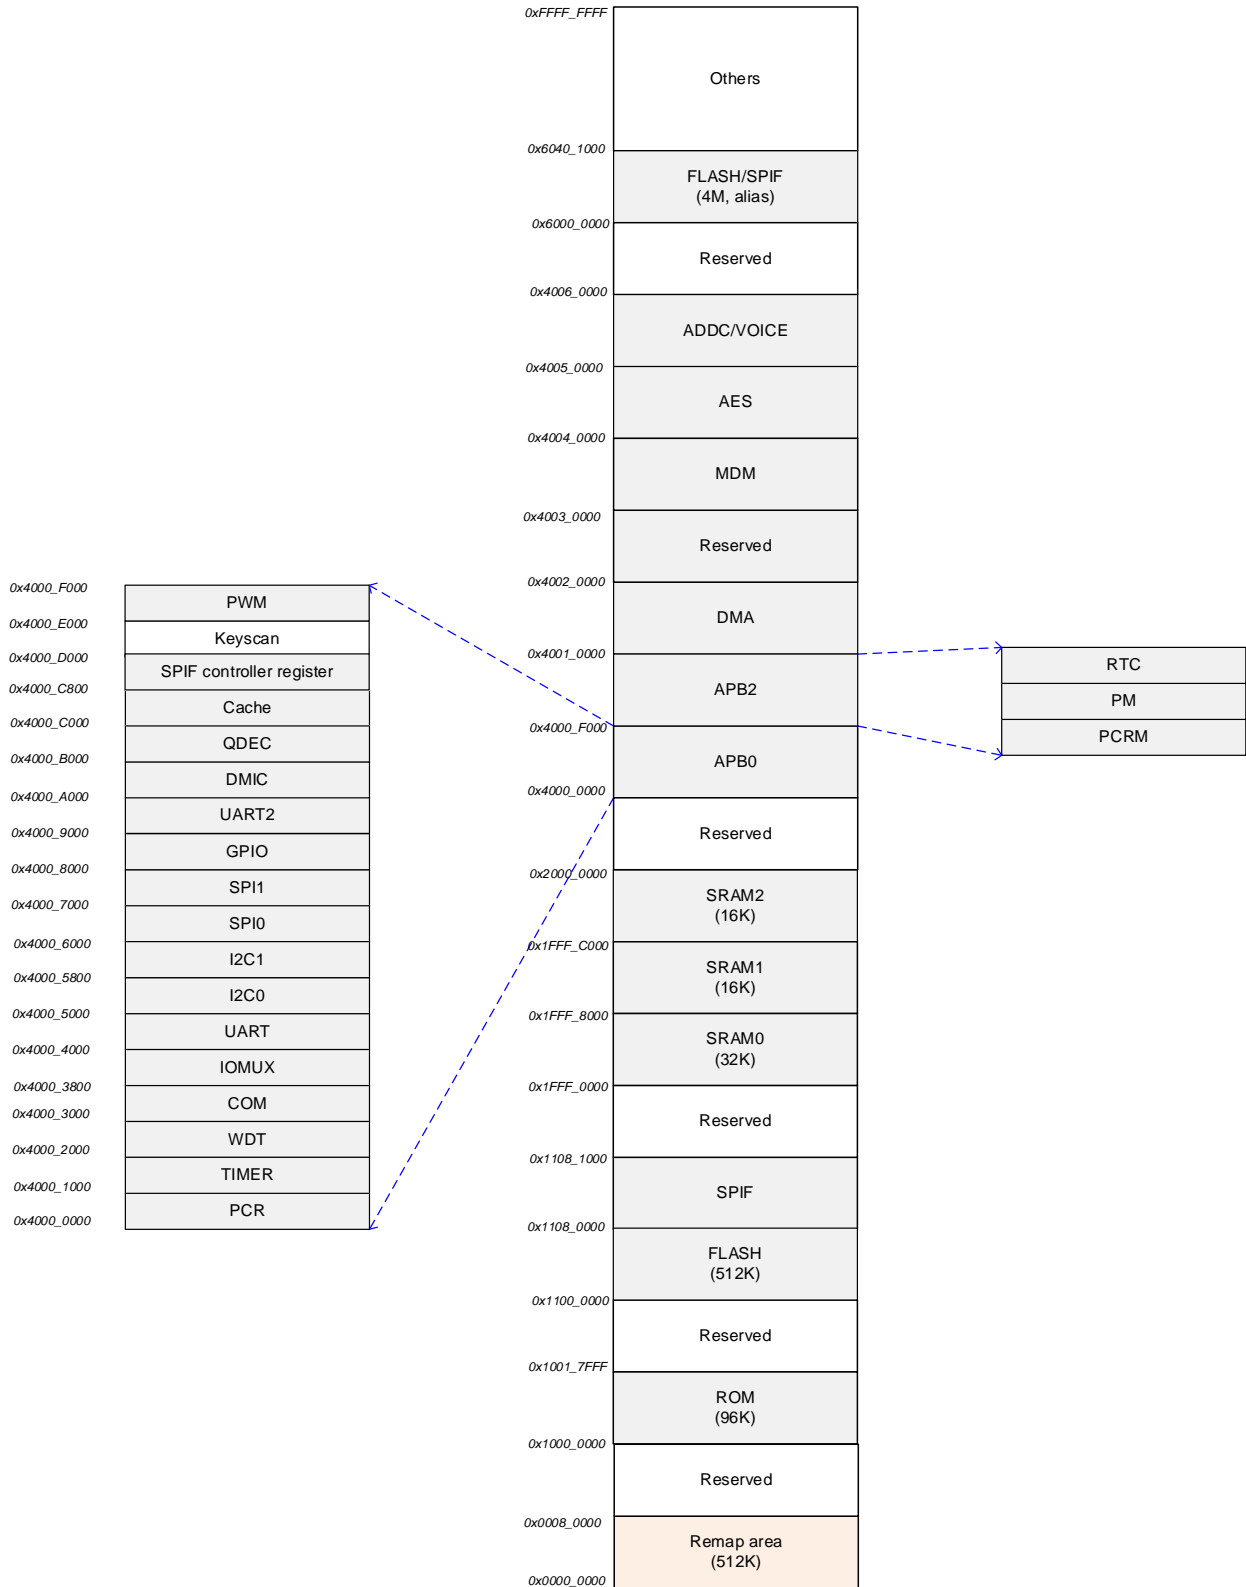 0xFFFF_FFFF
Others
0x6040_1000
FLASH/SPIF
(4M, alias)
0x6000_0000
Reserved
0x4006_0000
ADDC/VOICE
0x4005_0000
AES
0x4004_0000
MDM
0x4003_0000
Reserved
0x4002_0000
DMA
0x4001_0000
APB2
0x4000_F000
APB0
0x4000_0000
Reserved
0x2000_0000
SRAM2
(16K)
0x1FFF_C000
SRAM1
(16K)
0x1FFF_8000
SRAM0
(32K)
0x1FFF_0000
Reserved
0x1108_1000
SPIF
0x1108_0000
FLASH
(512K)
0x1100_0000
Reserved
0x1001_7FFF
ROM
(96K)
0x1000_0000
Reserved
0x0008_0000
Remap area
(512K)
0x0000_0000
0x4000_F000
PWM
0x4000_E000
Keyscan
0x4000_D000
SPIF controller register
0x4000_C800
Cache
0x4000_C000
QDEC
0x4000_B000
DMIC
0x4000_A000
UART2
0x4000_9000
GPIO
0x4000_8000
SPI1
0x4000_7000
SPI0
0x4000_6000
I2C1
0x4000_5800
I2C0
0x4000_5000
UART
0x4000_4000
IOMUX
0x4000_3800
COM
0x4000_3000
WDT
0x4000_2000
TIMER
0x4000_1000
PCR
0x4000_0000
RTC
PM
PCRM